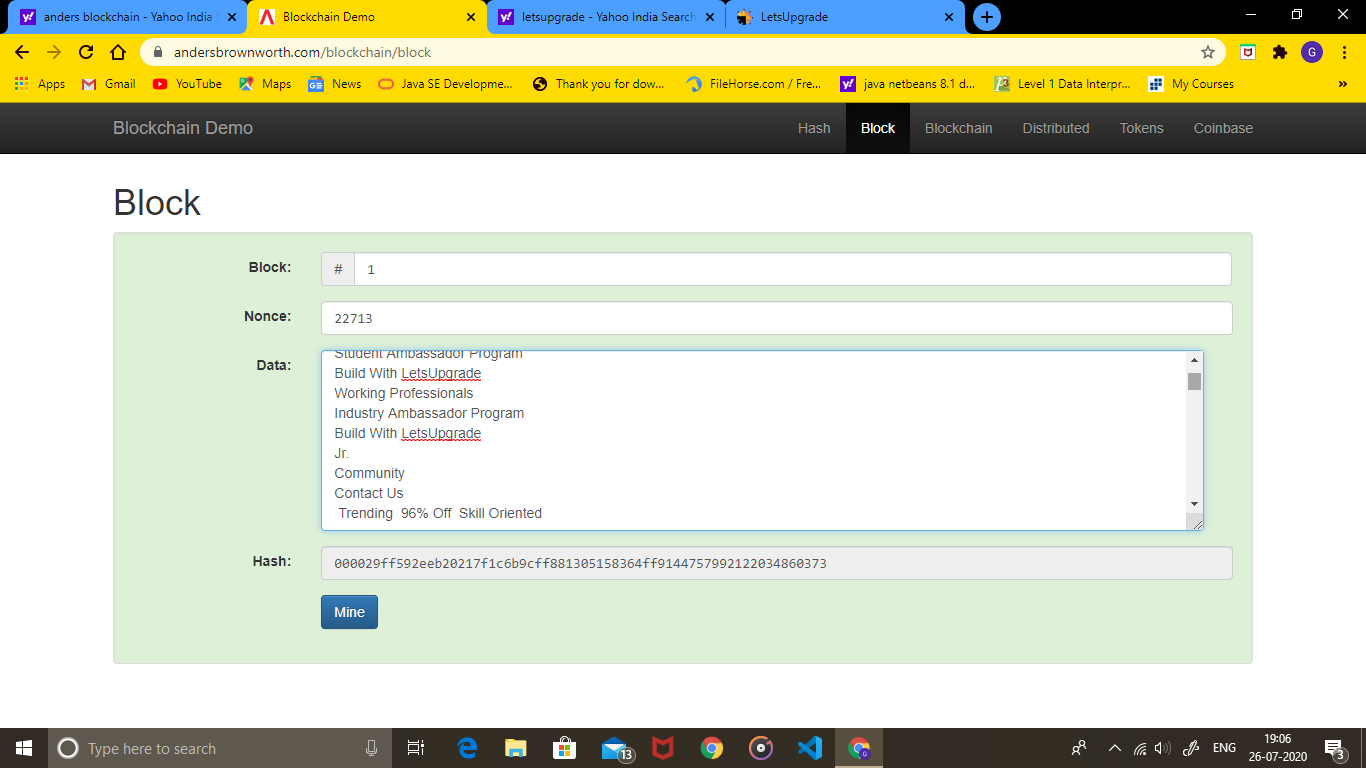 anders blockchain - Yahoo India
Blockchain Demo
letsupgrade - Yahoo India Search
LetsUpgrade
andersbrownworth.com/blockchain/block
G
Apps
Gmail
YouTube
Maps
News
Java SE Developme...
Thank you for dow...
FileHorse.com / Fre...
java netbeans 8.1 d...
Level 1 Data Interpr...
My Courses
»
Blockchain Demo
Hash
Block
Blockchain
Distributed
Tokens
Coinbase
Block
Block:
# 1
Nonce:
22713
Data:
Student Ambassador Program
Build With LetsUpgrade
Working Professionals
Industry Ambassador Program
Build With LetsUpgrade
Jr.
Community
Contact Us
Trending  96% Off  Skill Oriented
Hash:
000029ff592eeb20217f1c6b9cff881305158364ff9144757992122034860373
Mine
Type here to search
13
ENG
19:06
26-07-2020
3